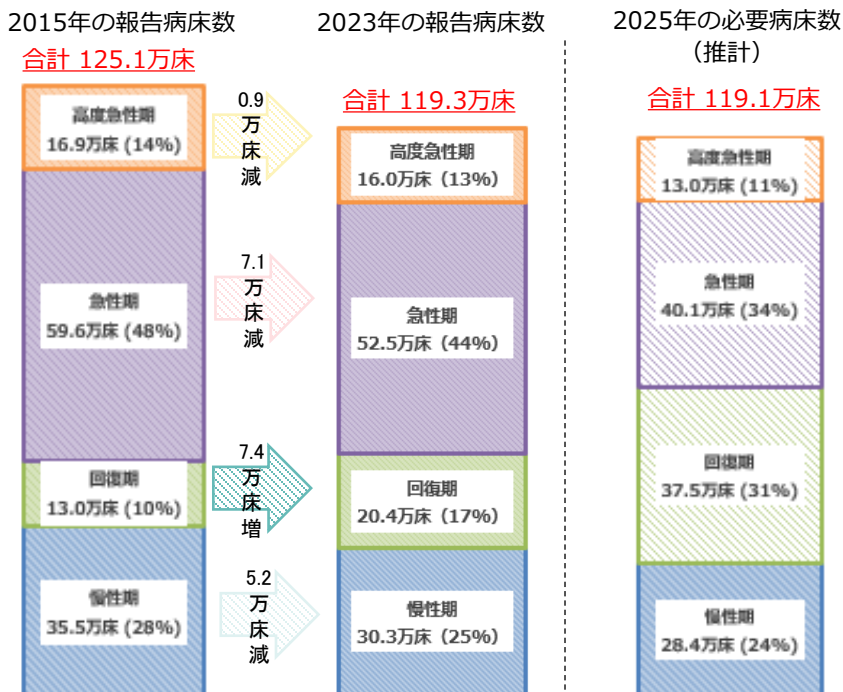 2015年の報告病床数
合計 125.1万床
高度急性期
16.9万床 (14%)
急性期
59.6万床 (48%)
回復期
13.0万床 (10%)
慢性期
35.5万床 (28%)
0.9
万
床
減
7.1
万
床
減
7.4
万
床
増
5.2
万
床
減
2023年の報告病床数
合計 119.3万床
高度急性期
16.0万床（13%）
急性期
52.5万床（44%）
回復期
20.4万床（17%）
慢性期
30.3万床（25%）
2025年の必要病床数
（推計）
合計 119.1万床
高度急性期
13.0万床 (11%)
急性期
40.1万床 (34%)
回復期
37.5万床 (31%)
慢性期
28.4万床 (24%)